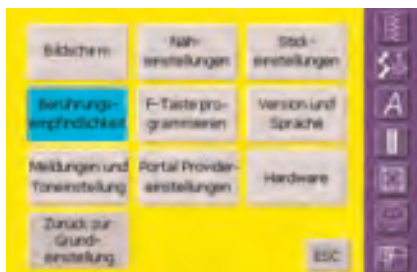 Bildschirm
Näh-
einstellungen
Stick-
einstellungen
Berührungs-
empfindlichkeit
F-Taste pro-
grammieren
Version und
Sprache
Meldungen und
Toneinstellung
Portal Provider-
einstellungen
Hardware
Zurück zur
Grund-
einstellung
ESC
A